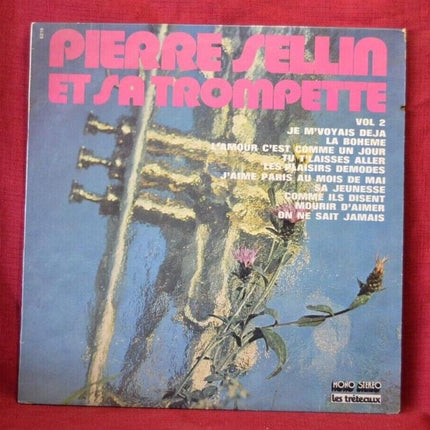 PIERRE SELLIN
ET SA TROMPETTE
VOL 2
JE M'VOYAIS DEJA
LA BOHEME
L'AMOUR C'EST COMME UN JOUR
TU T'LAISSES ALLER
LES PLAISIRS DEMODES
J'AIME PARIS AU MOIS DE MAI
SA JEUNESSE
COMME ILS DISENT
MOURIR D'AIMER
ON NE SAIT JAMAIS
MONO STEREO
les tréteaux